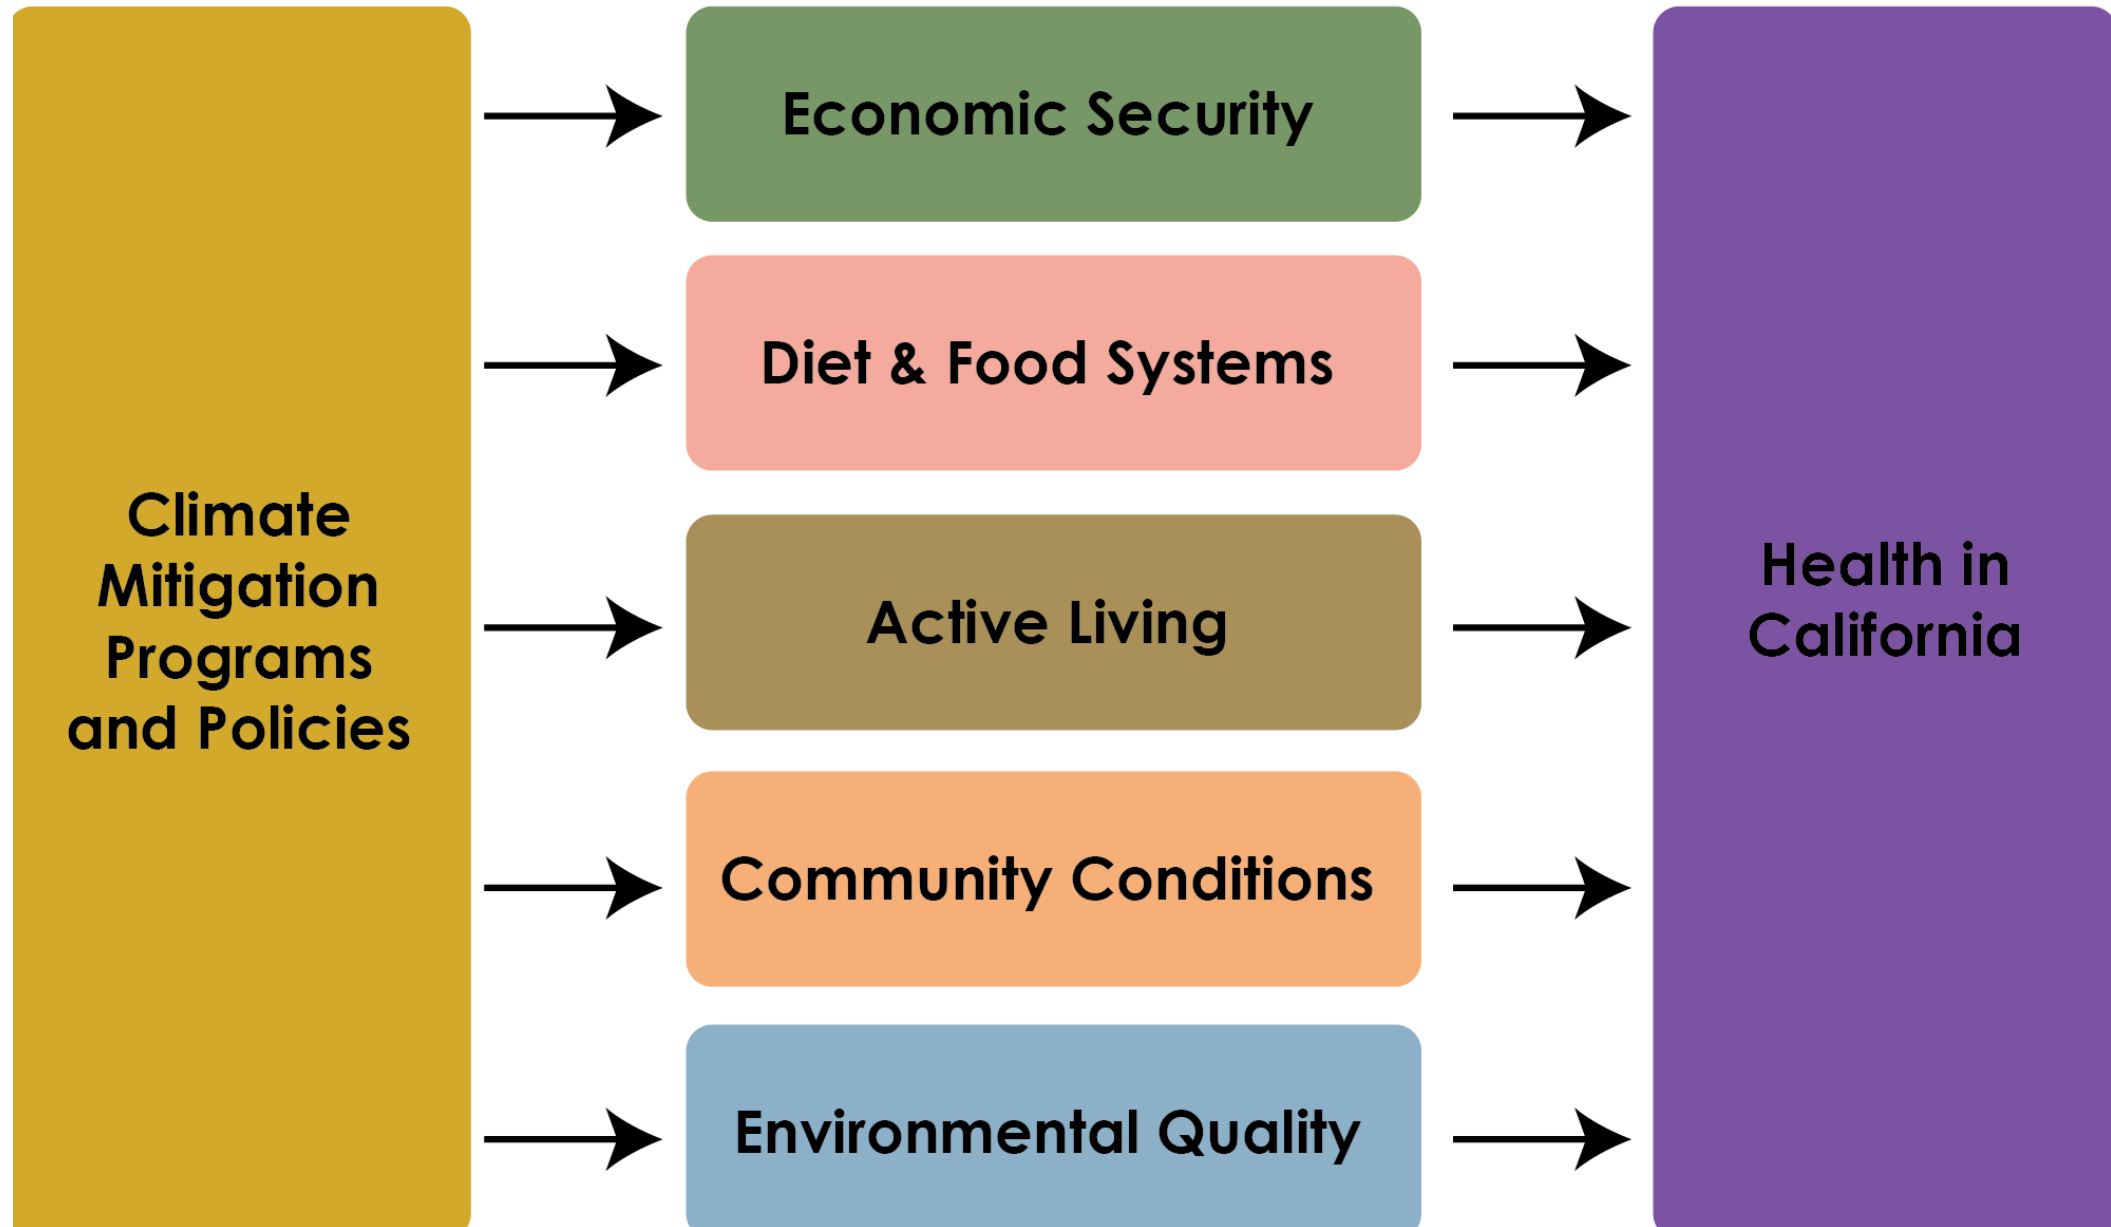 Climate
Mitigation
Programs
and Policies
Economic Security
Diet & Food Systems
Active Living
Community Conditions
Environmental Quality
Health in
California